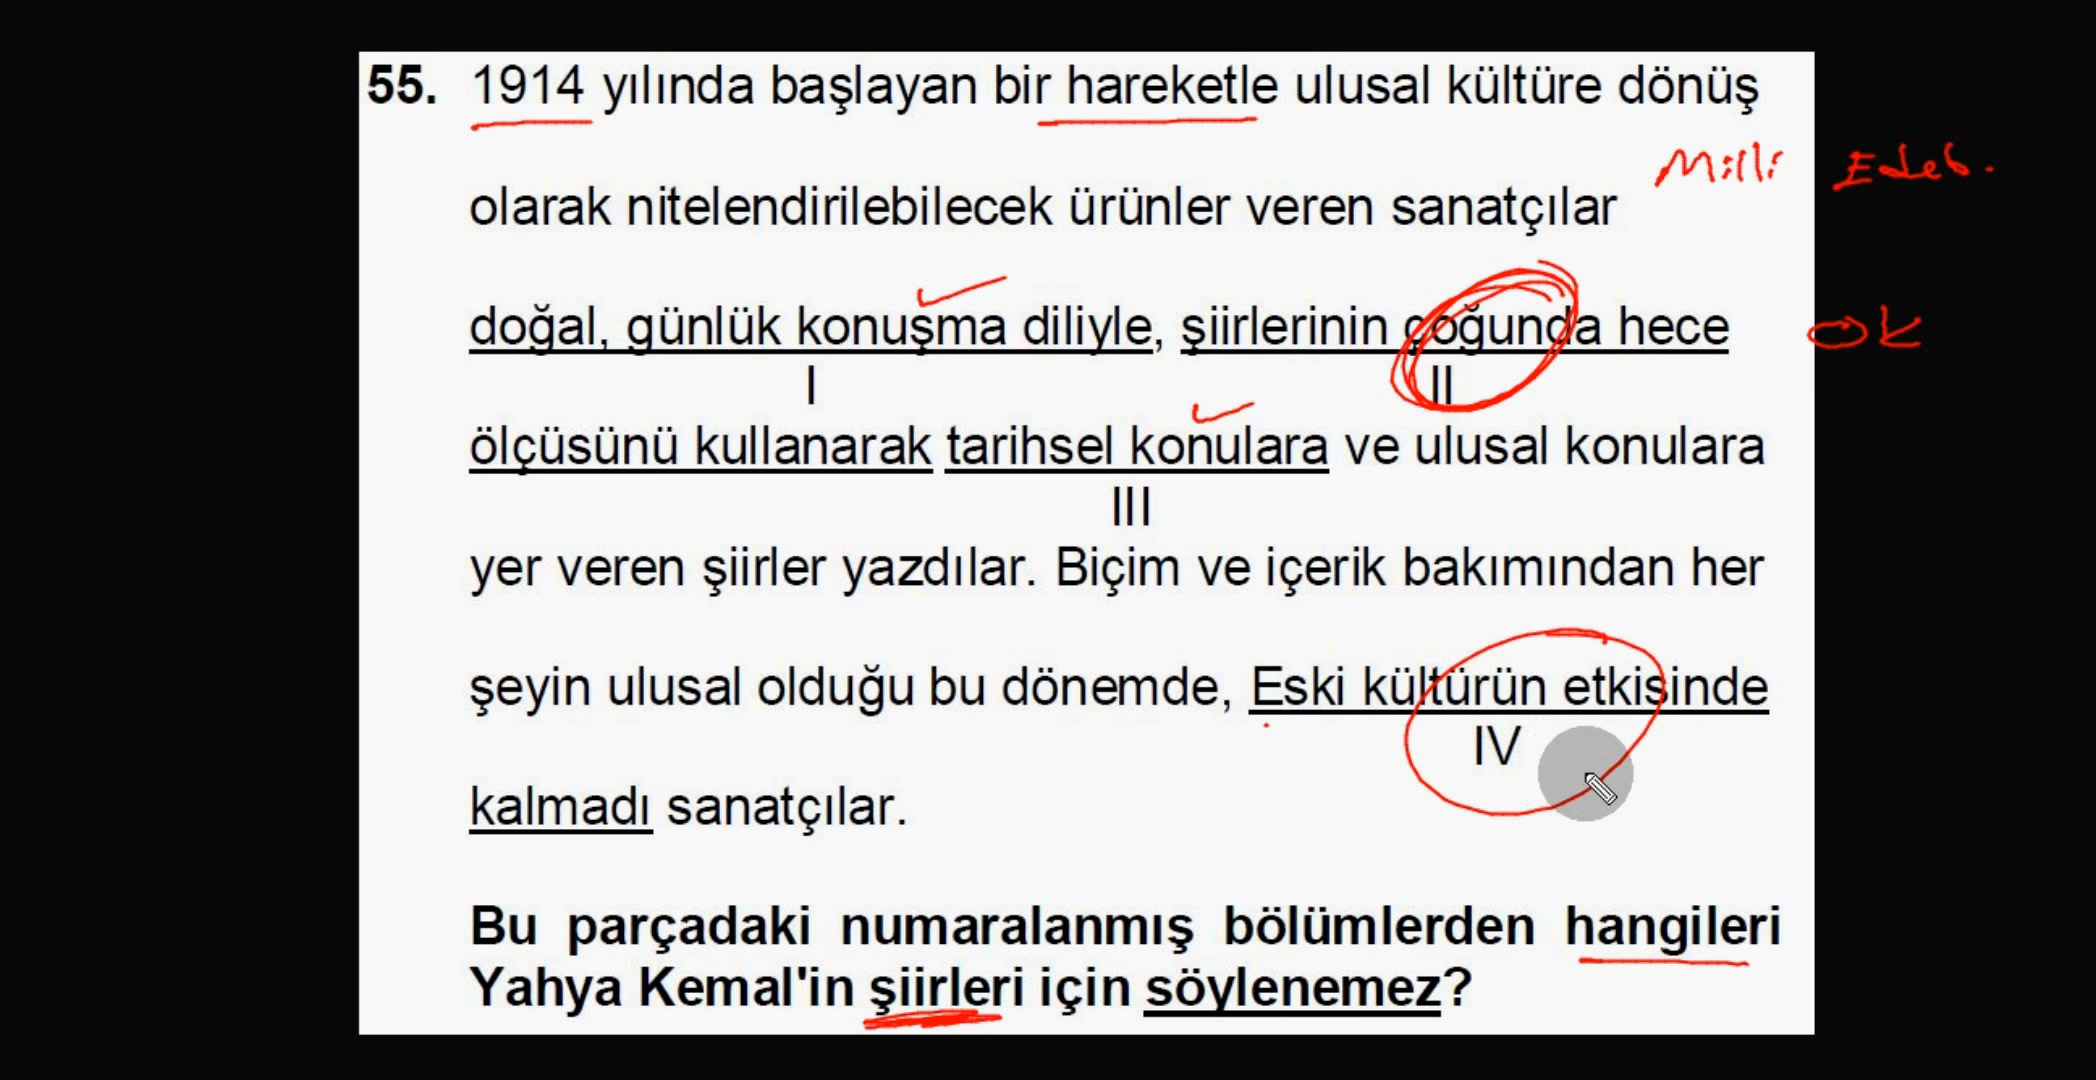 55. 1914 yılında başlayan bir hareketle ulusal kültüre dönüş
Milli Edeb.
olarak nitelendirilebilecek ürünler veren sanatçılar
doğal, günlük konuşma diliyle, şiirlerinin çoğunda hece
OK
I II
ölçüsünü kullanarak tarihsel konulara ve ulusal konulara
III
yer veren şiirler yazdılar. Biçim ve içerik bakımından her
şeyin ulusal olduğu bu dönemde, Eski kültürün etkisinde
IV
kalmadı sanatçılar.
Bu parçadaki numaralanmış bölümlerden hangileri
Yahya Kemal'in şiirleri için söylenemez?